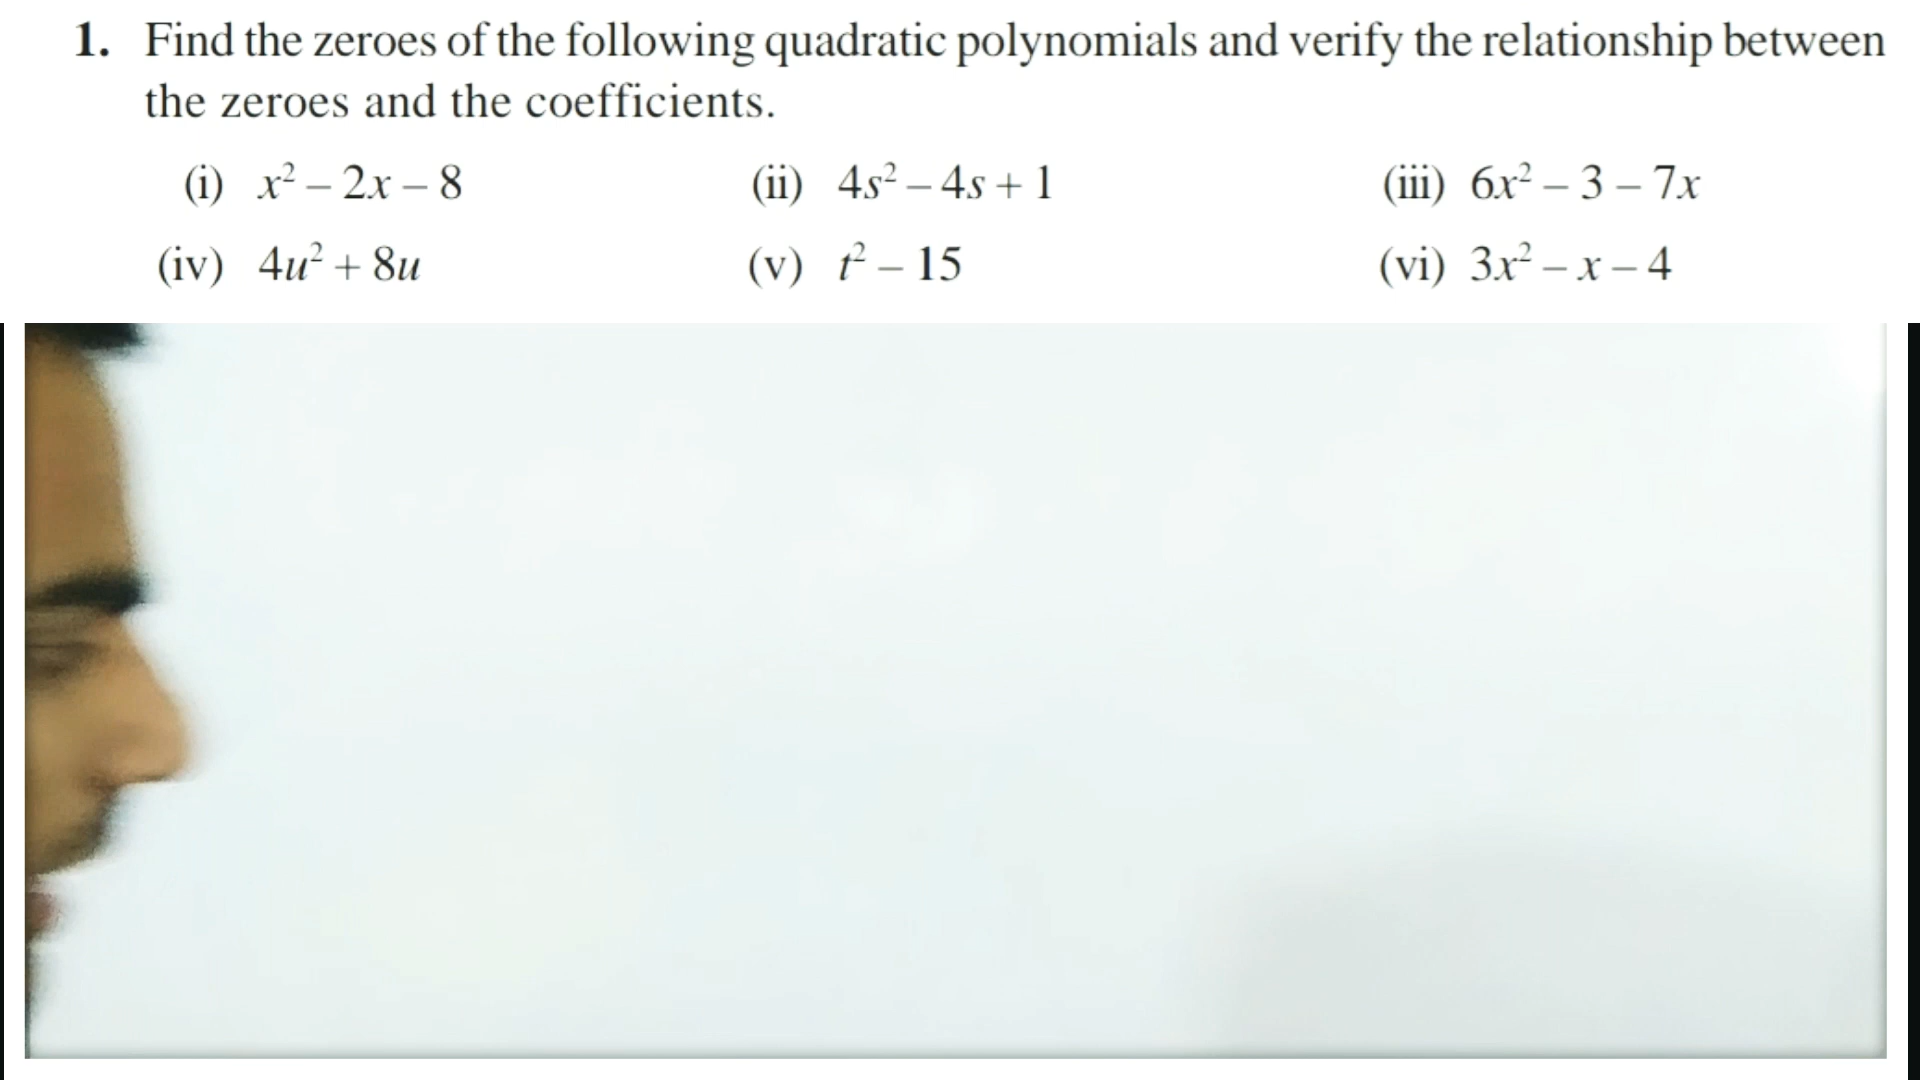 1. Find the zeroes of the following quadratic polynomials and verify the relationship between
the zeroes and the coefficients.
(i) x² – 2x – 8 (ii) 4s² – 4s + 1 (iii) 6x² – 3 – 7x
(iv) 4u² + 8u (v) t² – 15 (vi) 3x² – x – 4